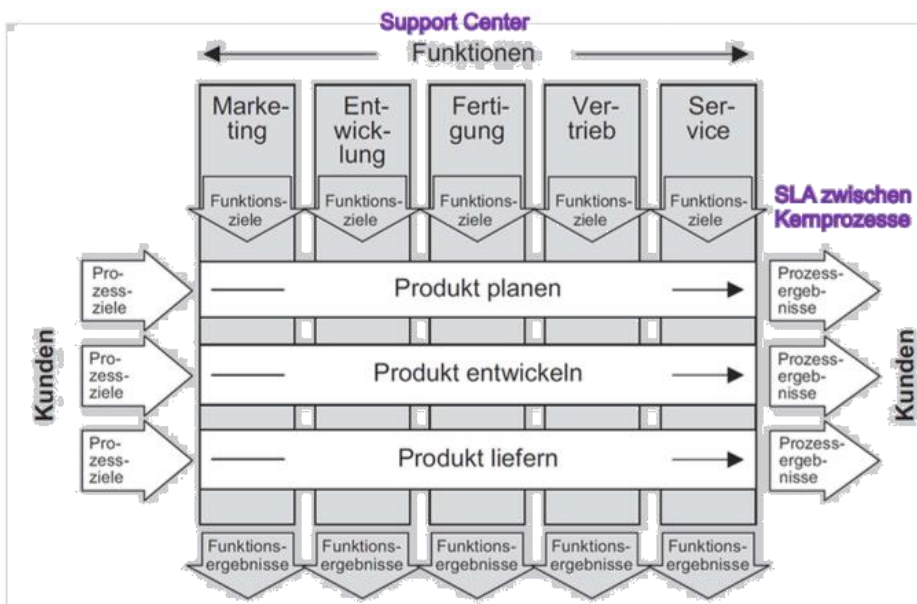 Support Center
Funktionen
Marke-
ting
Ent-
wick-
lung
Ferti-
gung
Ver-
trieb
Ser-
vice
Funktions-
ziele
Funktions-
ziele
Funktions-
ziele
Funktions-
ziele
Funktions-
ziele
SLA zwischen
Kernprozesse
Kunden
Pro-
zess-
ziele
Produkt planen
Prozess-
ergeb-
nisse
Pro-
zess-
ziele
Produkt entwickeln
Prozess-
ergeb-
nisse
Pro-
zess-
ziele
Produkt liefern
Prozess-
ergeb-
nisse
Kunden
Funktions-
ergebnisse
Funktions-
ergebnisse
Funktions-
ergebnisse
Funktions-
ergebnisse
Funktions-
ergebnisse